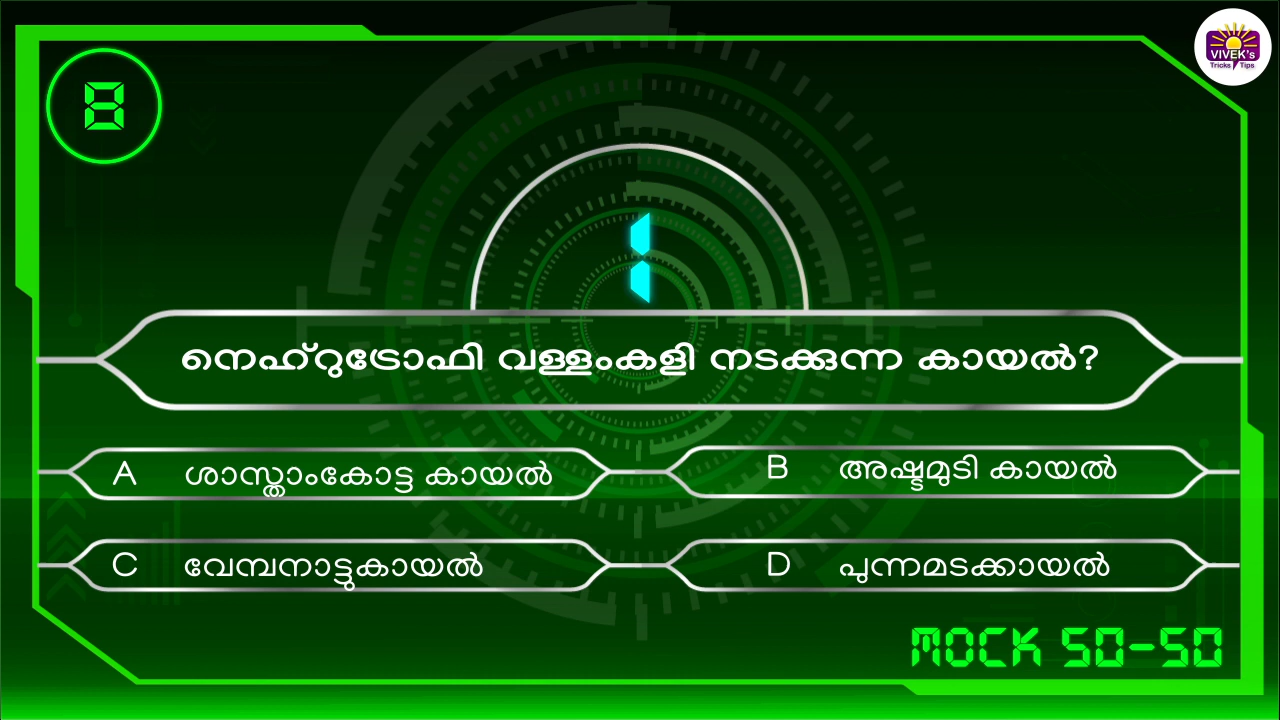 8
VIVEK's
Tricks Tips
1
നെഹ്റുട്രോഫി വള്ളംകളി നടക്കുന്ന കായൽ?
A ശാസ്താംകോട്ട കായൽ
B അഷ്ടമുടി കായൽ
C വേമ്പനാട്ടുകായൽ
D പുന്നമടക്കായൽ
MOCK 50-50